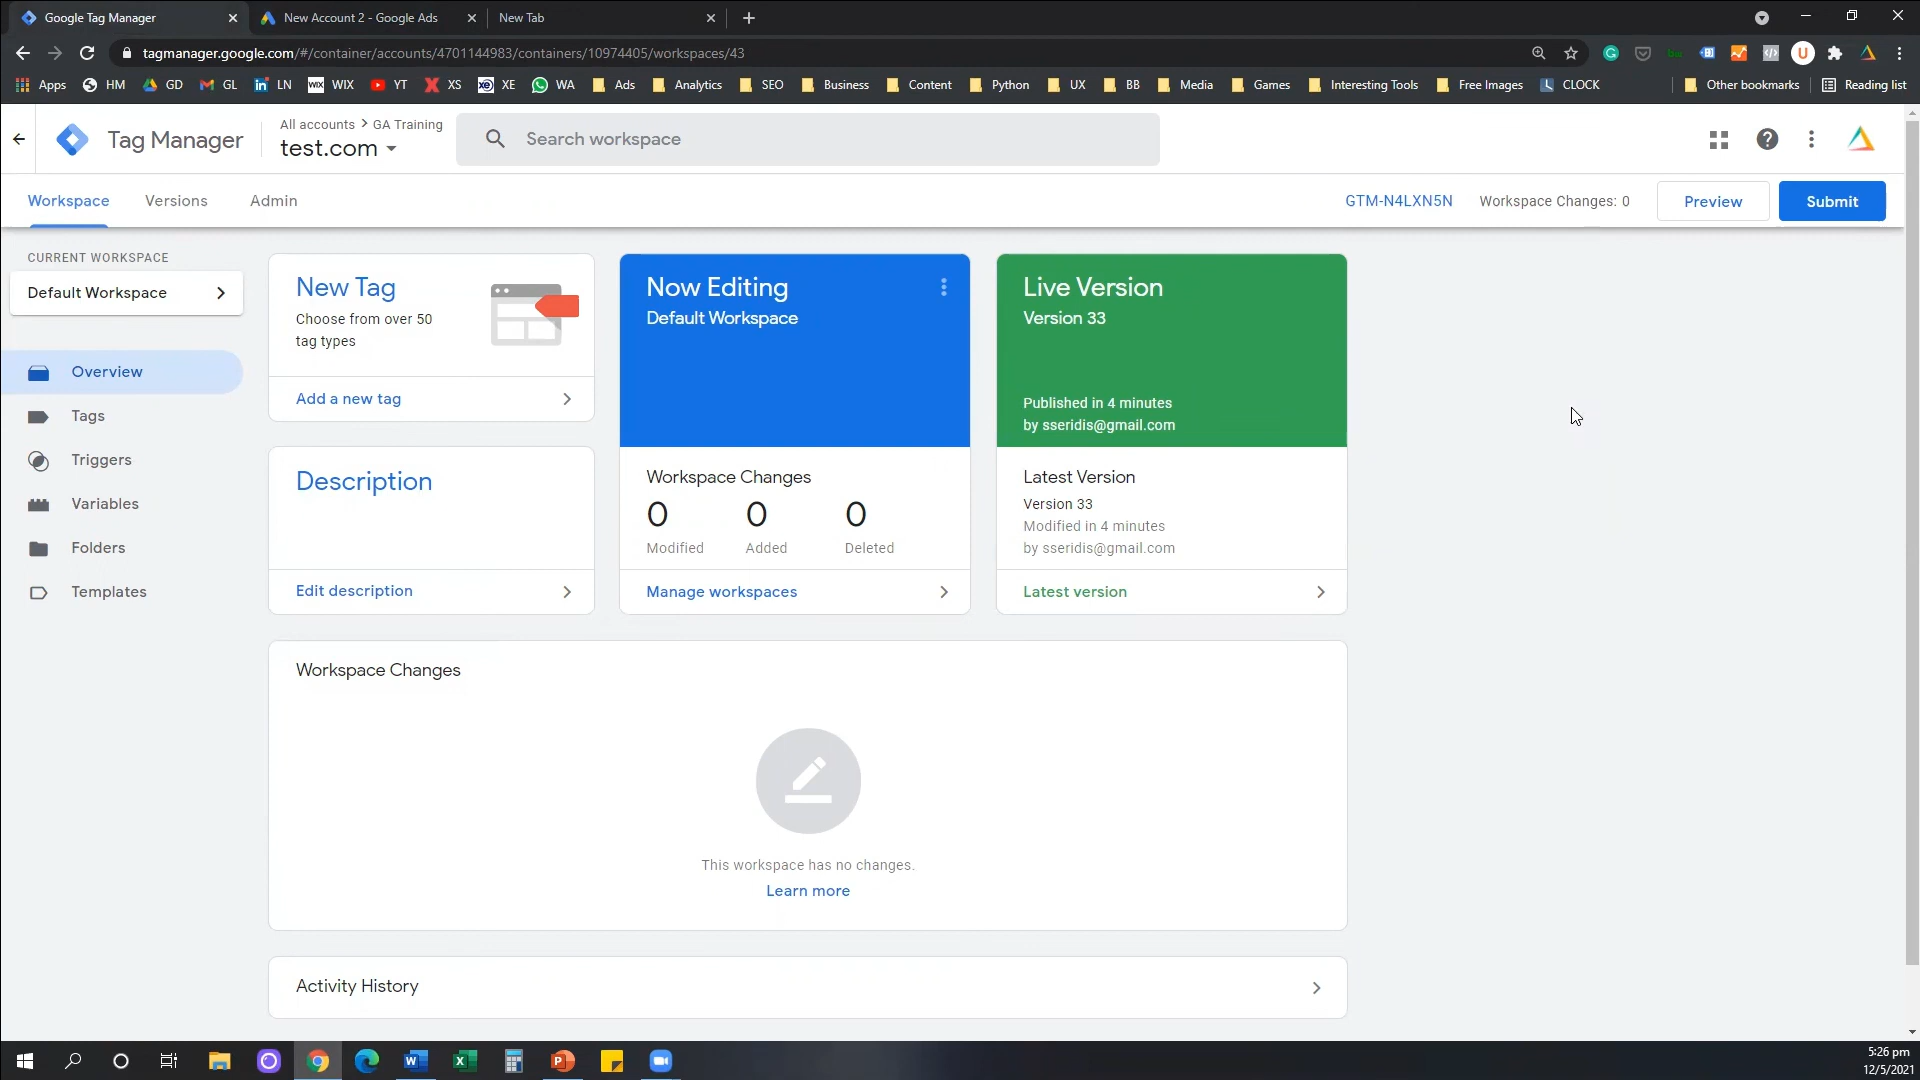 Google Tag Manager
New Account 2 - Google Ads
New Tab
tagmanager.google.com/#/container/accounts/4701144983/containers/10974405/workspaces/43
Apps HM GD GL LN WIX YT XS XE WA Ads Analytics SEO Business Content Python UX BB Media Games Interesting Tools Free Images CLOCK Other bookmarks Reading list
Tag Manager
All accounts > GA Training
test.com
Search workspace
Workspace Versions Admin
GTM-N4LXN5N Workspace Changes: 0 Preview Submit
CURRENT WORKSPACE
Default Workspace
Overview
Tags
Triggers
Variables
Folders
Templates
New Tag
Choose from over 50
tag types
Add a new tag
Description
Edit description
Now Editing
Default Workspace
Workspace Changes
0 0 0
Modified Added Deleted
Manage workspaces
Live Version
Version 33
Published in 4 minutes
by sseridis@gmail.com
Latest Version
Version 33
Modified in 4 minutes
by sseridis@gmail.com
Latest version
Workspace Changes
This workspace has no changes.
Learn more
Activity History
5:26 pm
12/5/2021